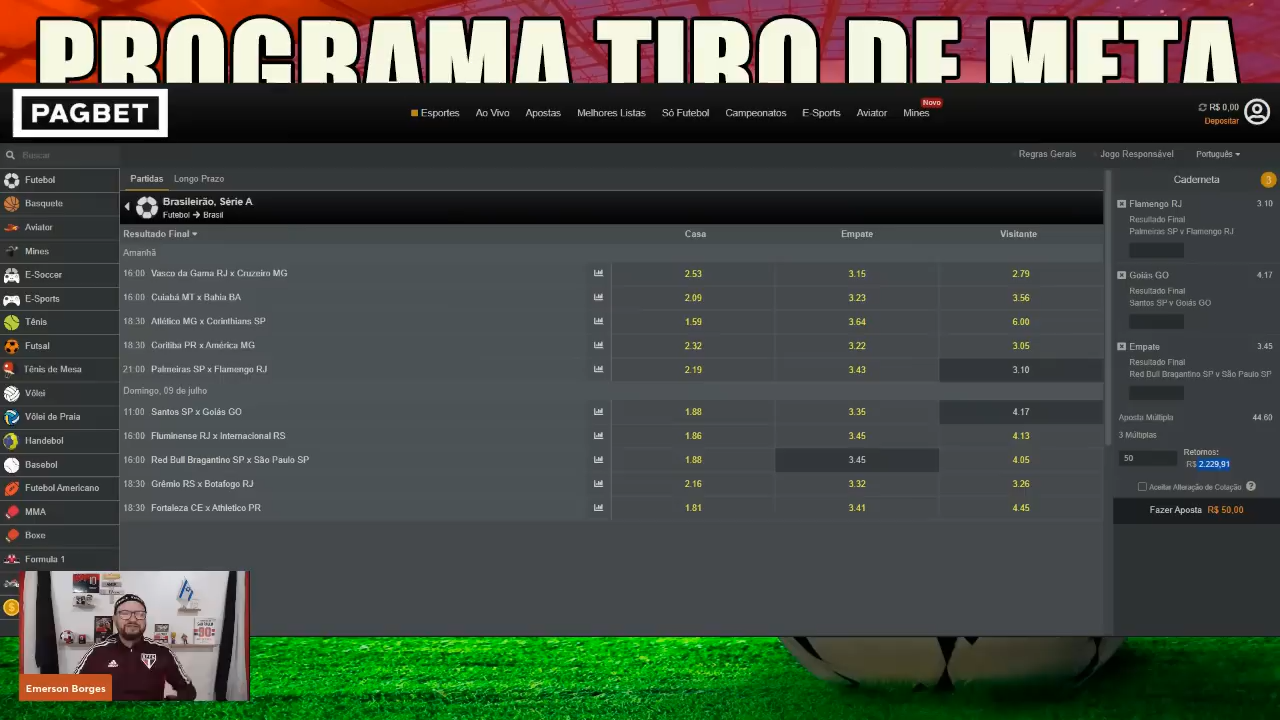 PROGRAMA TIRO DE META
PAGBET
Esportes Ao Vivo Apostas Melhores Listas Só Futebol Campeonatos E-Sports Aviator Mines Novo
R$ 0,00
Depositar
Buscar
Regras Gerais Jogo Responsável Português
Futebol
Basquete
Aviator
Mines
E-Soccer
E-Sports
Tênis
Futsal
Tênis de Mesa
Vôlei
Vôlei de Praia
Handebol
Basebol
Futebol Americano
MMA
Boxe
Formula 1
Partidas Longo Prazo
Brasileirão, Série A
Futebol → Brasil
Resultado Final Casa Empate Visitante
Amanhã
16:00 Vasco da Gama RJ x Cruzeiro MG 2.53 3.15 2.79
16:00 Cuiabá MT x Bahia BA 2.09 3.23 3.56
18:30 Atlético MG x Corinthians SP 1.59 3.64 6.00
18:30 Coritiba PR x América MG 2.32 3.22 3.05
21:00 Palmeiras SP x Flamengo RJ 2.19 3.43 3.10
Domingo, 09 de julho
11:00 Santos SP x Goiás GO 1.88 3.35 4.17
16:00 Fluminense RJ x Internacional RS 1.86 3.45 4.13
16:00 Red Bull Bragantino SP x São Paulo SP 1.88 3.45 4.05
18:30 Grêmio RS x Botafogo RJ 2.16 3.32 3.26
18:30 Fortaleza CE x Athletico PR 1.81 3.41 4.45
Caderneta 3
Flamengo RJ 3.10
Resultado Final
Palmeiras SP v Flamengo RJ
Goiás GO 4.17
Resultado Final
Santos SP v Goiás GO
Empate 3.45
Resultado Final
Red Bull Bragantino SP v São Paulo SP
Aposta Múltipla 44.60
3 Múltiplas
50 Retornos:
R$ 2.229,91
Aceitar Alteração de Cotação
Fazer Aposta R$ 50,00
Emerson Borges